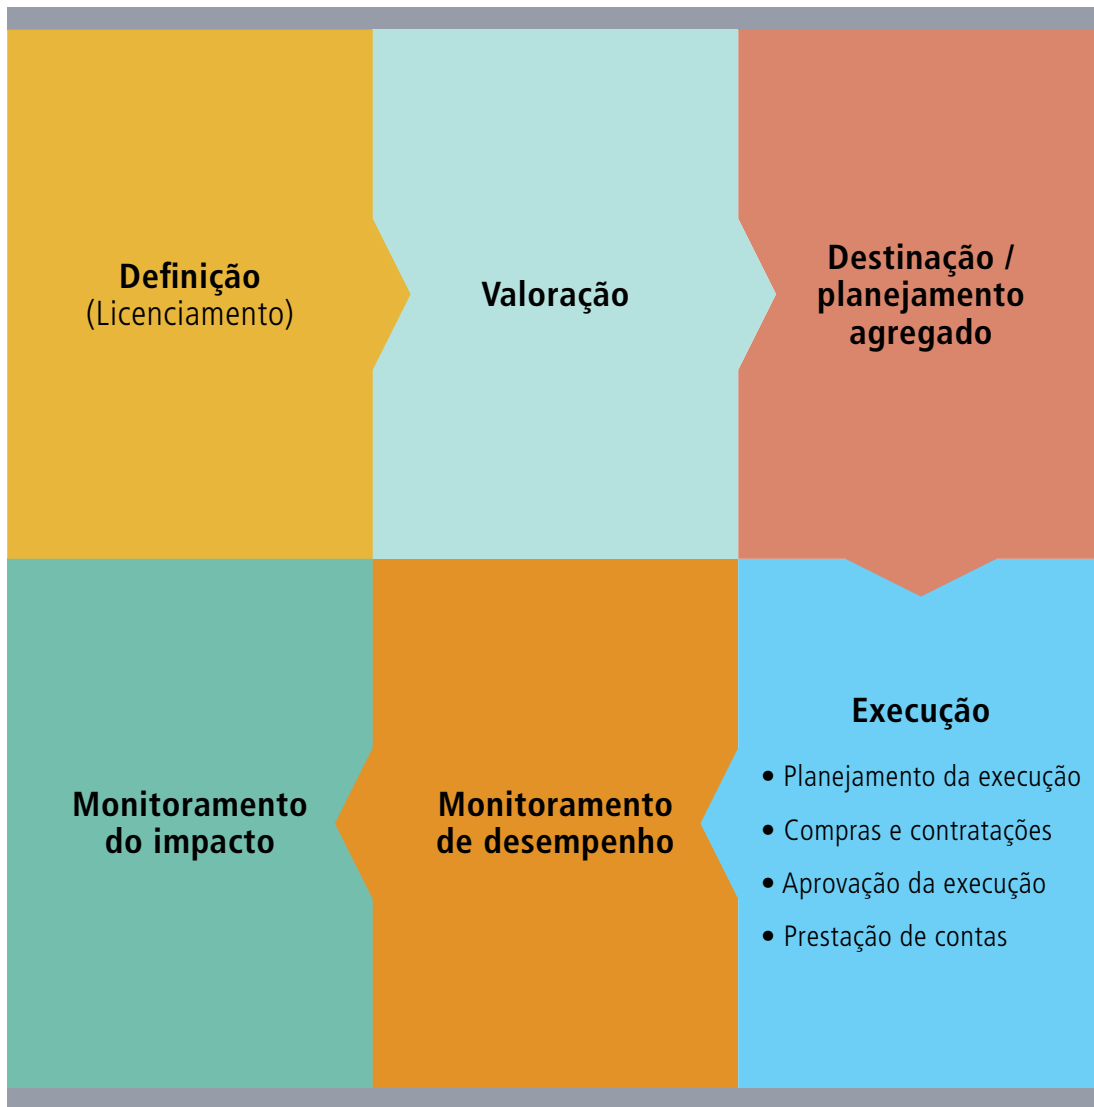 Definição
(Licenciamento)
Valoração
Destinação /
planejamento
agregado
Execução
• Planejamento da execução
• Compras e contratações
• Aprovação da execução
• Prestação de contas
Monitoramento
de desempenho
Monitoramento
do impacto